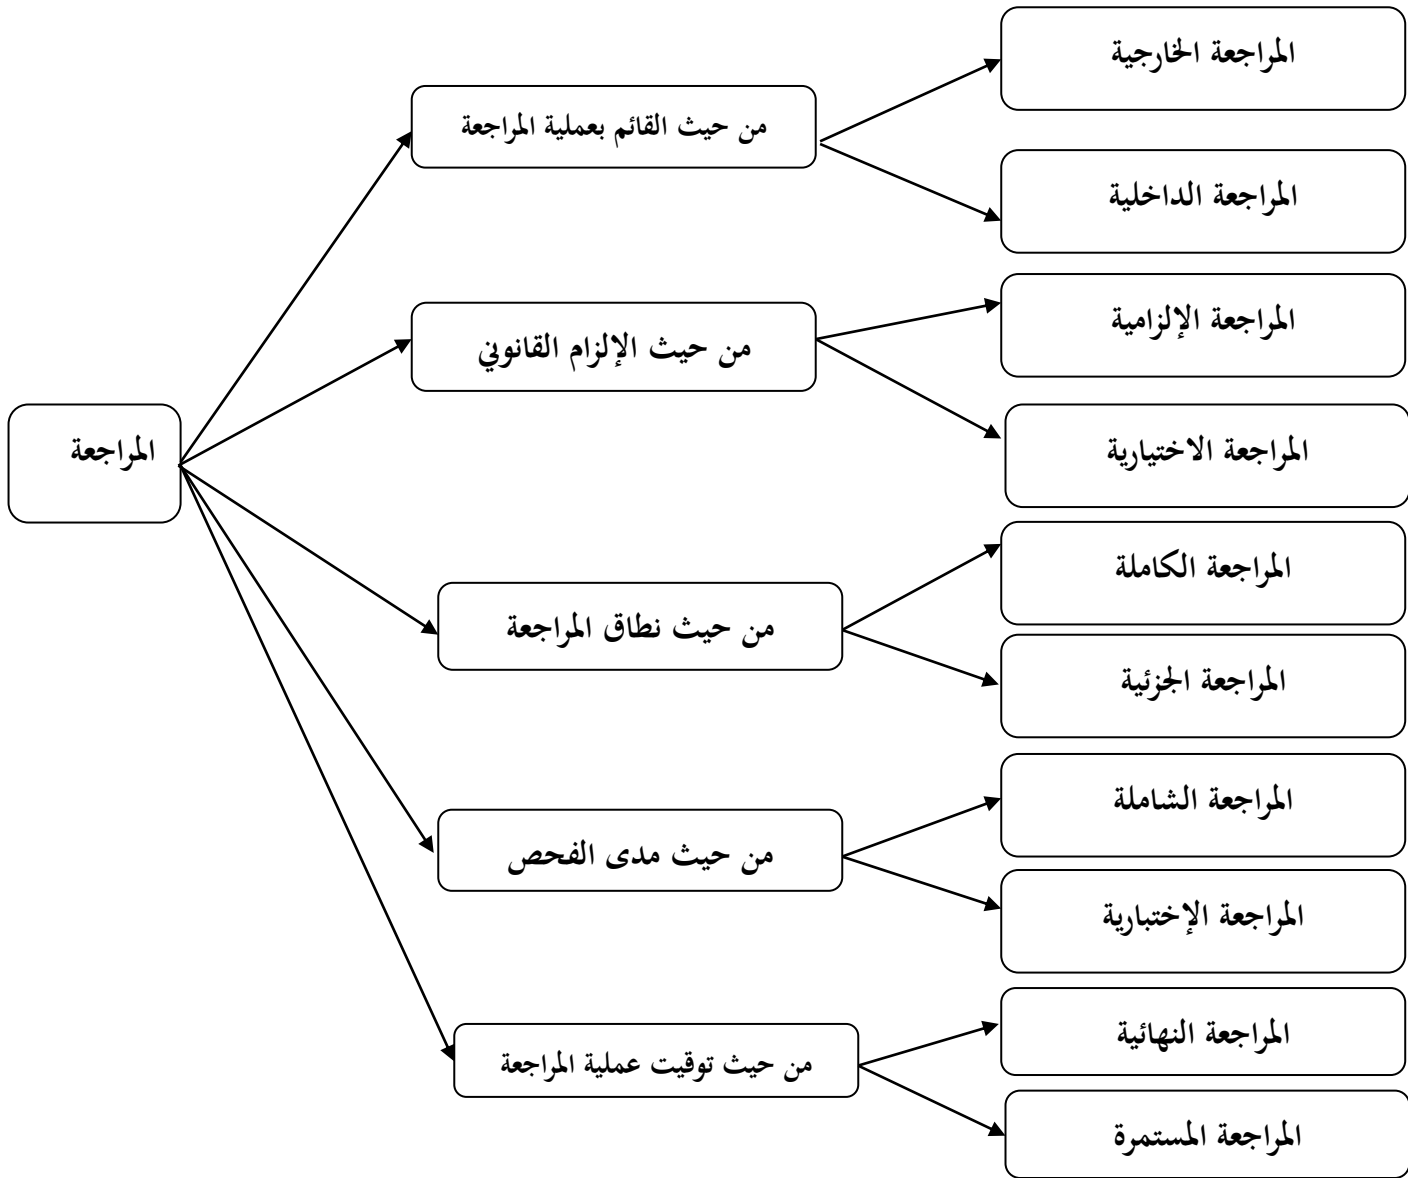 المراجعة
من حيث القائم بعملية المراجعة
المراجعة الخارجية
المراجعة الداخلية
من حيث الإلزام القانوني
المراجعة الإلزامية
المراجعة الاختيارية
من حيث نطاق المراجعة
المراجعة الكاملة
المراجعة الجزئية
من حيث مدى الفحص
المراجعة الشاملة
المراجعة الإختبارية
من حيث توقيت عملية المراجعة
المراجعة النهائية
المراجعة المستمرة